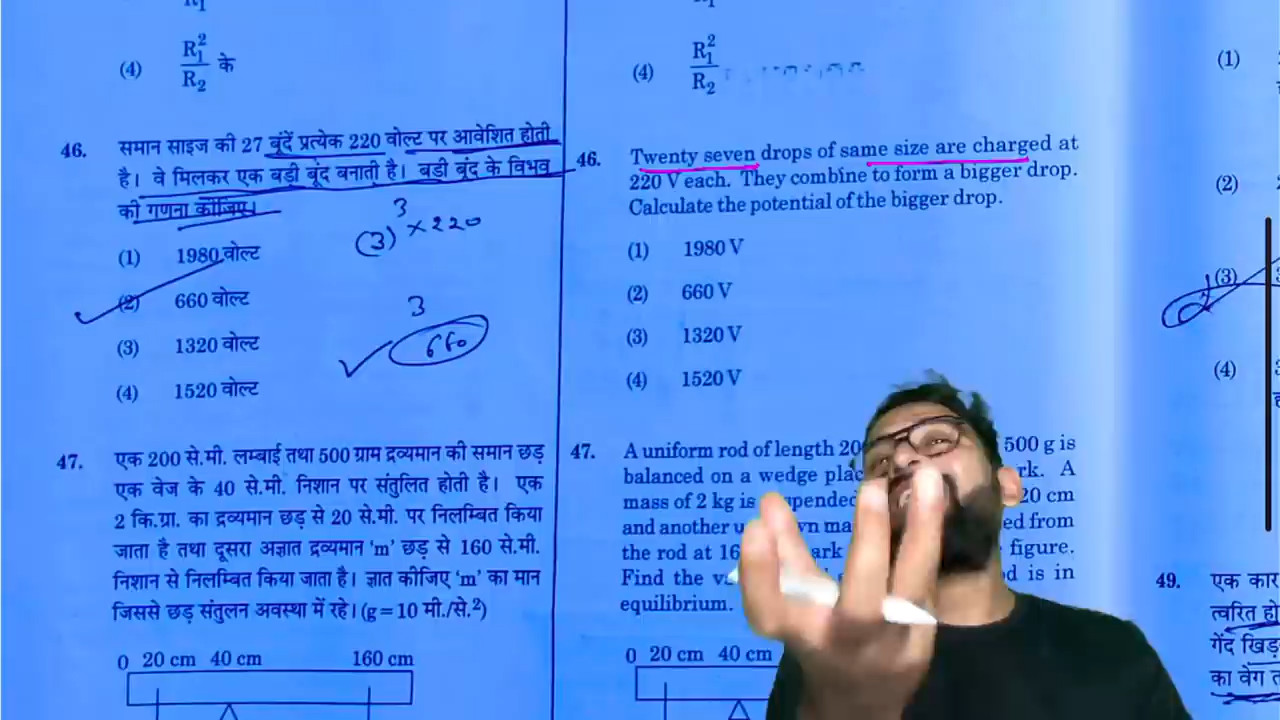 R₁
(4) R₁²/R₂ के
46. समान साइज की 27 बूंदें प्रत्येक 220 वोल्ट पर आवेशित होती
है। वे मिलकर एक बड़ी बूंद बनाती है। बड़ी बूंद के विभव
की गणना कीजिए।
(3)³ × 220
(1) 1980 वोल्ट
(2) 660 वोल्ट
3
660
(3) 1320 वोल्ट
(4) 1520 वोल्ट
47. एक 200 से.मी. लम्बाई तथा 500 ग्राम द्रव्यमान की समान छड़
एक वेज के 40 से.मी. निशान पर संतुलित होती है। एक
2 कि.ग्रा. का द्रव्यमान छड़ से 20 से.मी. पर निलम्बित किया
जाता है तथा दूसरा अज्ञात द्रव्यमान 'm' छड़ से 160 से.मी.
निशान से निलम्बित किया जाता है। ज्ञात कीजिए 'm' का मान
जिससे छड़ संतुलन अवस्था में रहे। (g = 10 मी./से.²)
0 20 cm 40 cm 160 cm
(4) R₁²/R₂
46. Twenty seven drops of same size are charged at
220 V each. They combine to form a bigger drop.
Calculate the potential of the bigger drop.
(1) 1980 V
(2) 660 V
(3) 1320 V
(4) 1520 V
47. A uniform rod of length 20 500 g is
balanced on a wedge plac rk. A
mass of 2 kg is 20 cm
and another ed from
the rod at 16 ark figure.
Find the d is in
equilibrium.
0 20 cm 40 cm
(1)
(2)
(3)
(4)
49. एक कार
त्वरित हो
गेंद खिड़
का वेग त